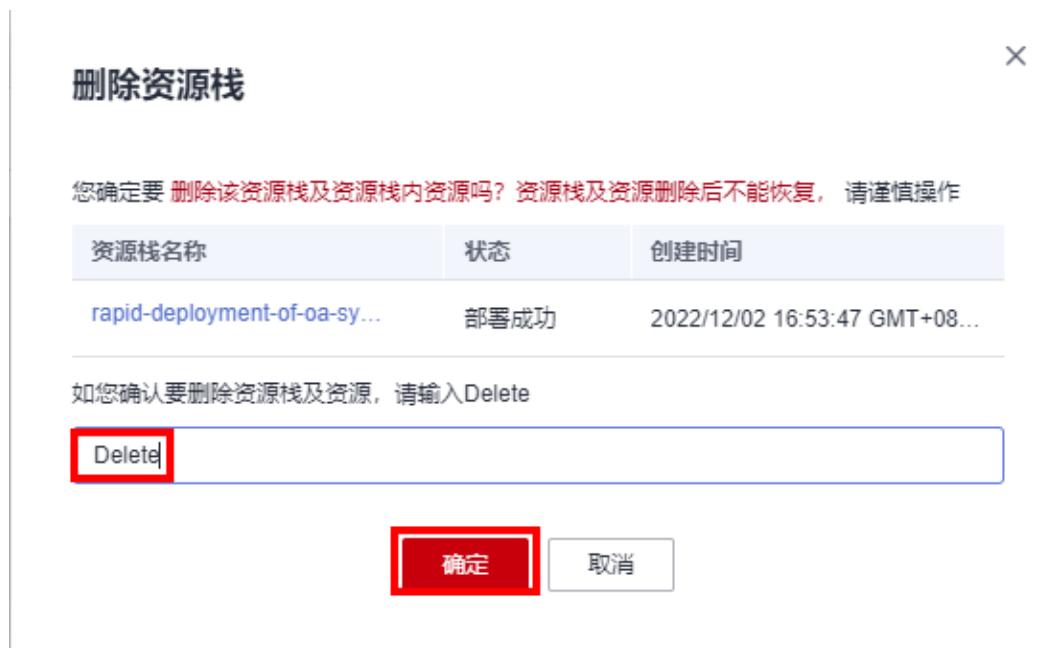 删除资源栈
您确定要 删除该资源栈及资源栈内资源吗？资源栈及资源删除后不能恢复， 请谨慎操作
资源栈名称 状态 创建时间
rapid-deployment-of-oa-sy... 部署成功 2022/12/02 16:53:47 GMT+08...
如您确认要删除资源栈及资源，请输入Delete
Delete
确定 取消